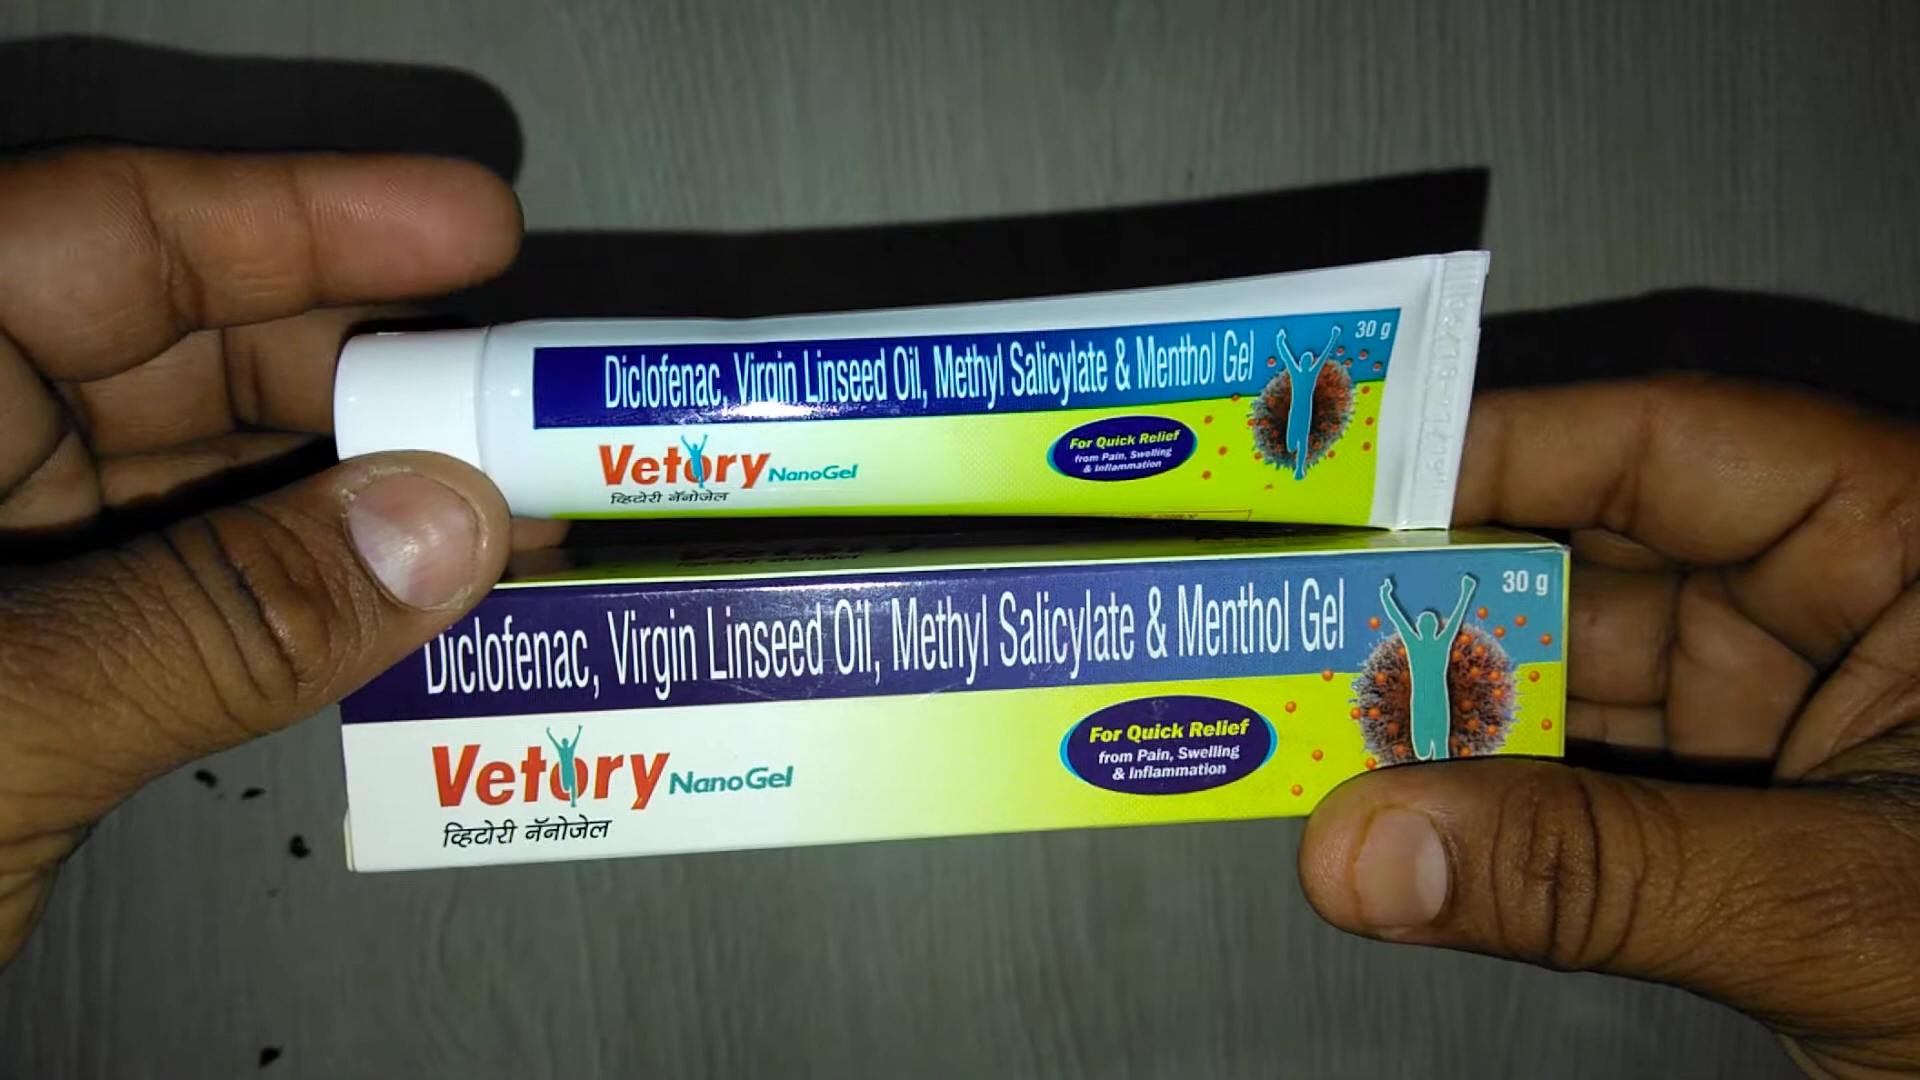 Diclofenac, Virgin Linseed Oil, Methyl Salicylate & Menthol Gel
30 g
Vetory NanoGel
व्हिटोरी नॅनोजेल
For Quick Relief
from Pain, Swelling
& Inflammation
Diclofenac, Virgin Linseed Oil, Methyl Salicylate & Menthol Gel
30 g
Vetory NanoGel
व्हिटोरी नॅनोजेल
For Quick Relief
from Pain, Swelling
& Inflammation